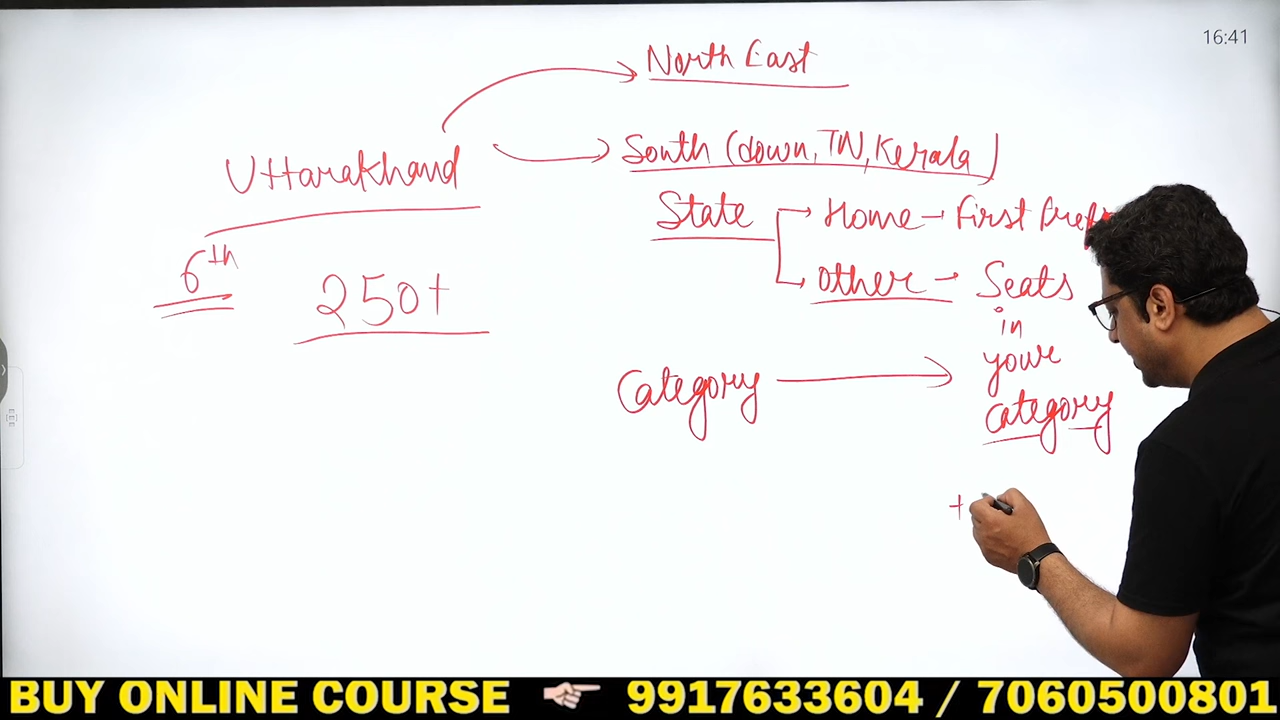 16:41
North East
Uttarakhand
South (down, TN, Kerala)
State
Home - First
Other - Seats
in
your
category
6th
250+
Category
+
BUY ONLINE COURSE 9917633604 / 7060500801